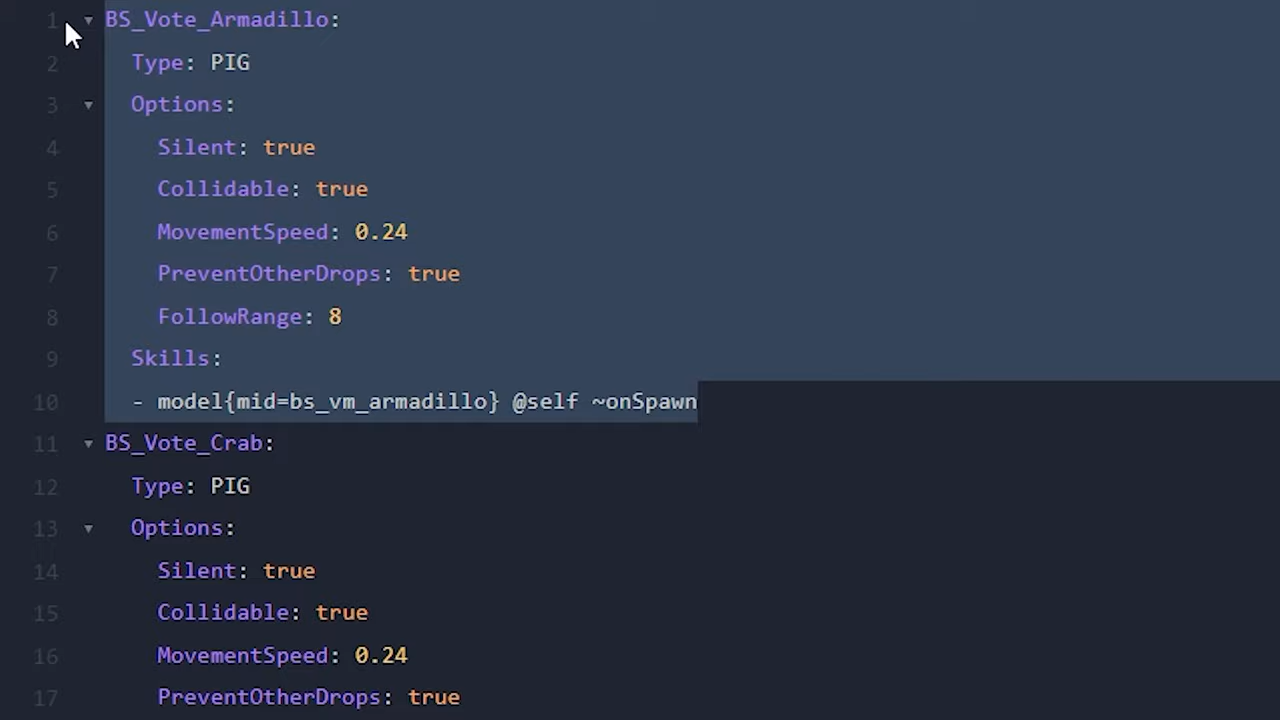 1 BS_Vote_Armadillo:
2 Type: PIG
3 Options:
4 Silent: true
5 Collidable: true
6 MovementSpeed: 0.24
7 PreventOtherDrops: true
8 FollowRange: 8
9 Skills:
10 - model{mid=bs_vm_armadillo} @self ~onSpawn
11 BS_Vote_Crab:
12 Type: PIG
13 Options:
14 Silent: true
15 Collidable: true
16 MovementSpeed: 0.24
17 PreventOtherDrops: true